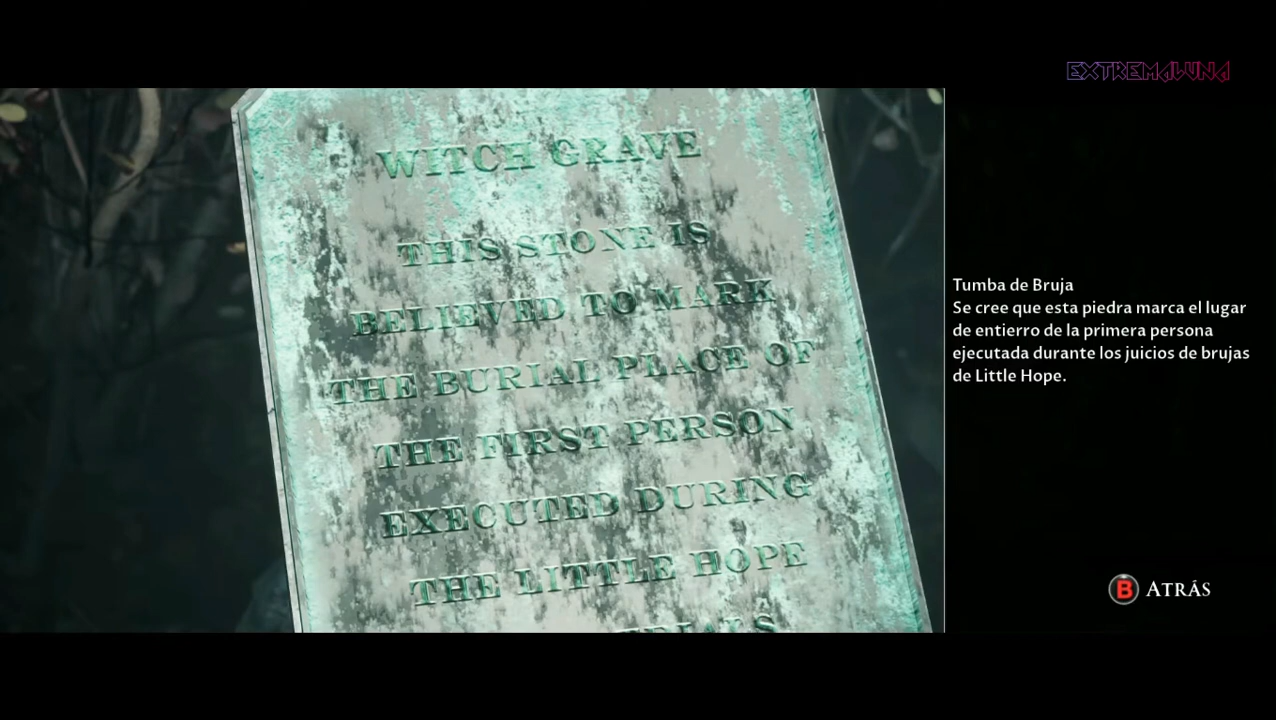 EXTREMALUNA
WITCH GRAVE
THIS STONE IS
BELIEVED TO MARK
THE BURIAL PLACE OF
THE FIRST PERSON
EXECUTED DURING
THE LITTLE HOPE
TRIALS
Tumba de Bruja
Se cree que esta piedra marca el lugar
de entierro de la primera persona
ejecutada durante los juicios de brujas
de Little Hope.
B ATRÁS